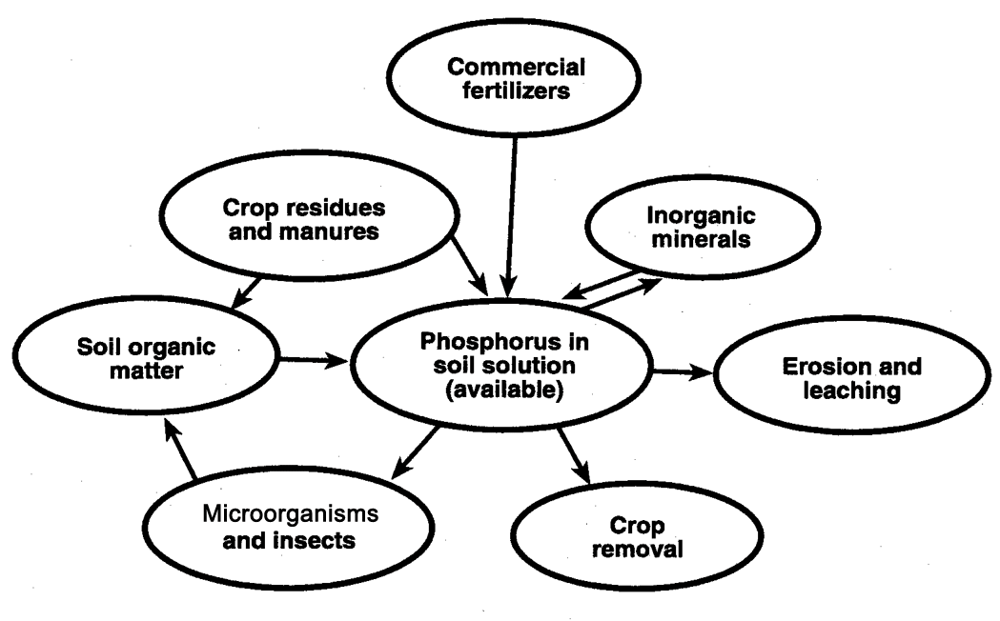 Commercial
fertilizers
Crop residues
and manures
Inorganic
minerals
Soil organic
matter
Phosphorus in
soil solution
(available)
Erosion and
leaching
Microorganisms
and insects
Crop
removal